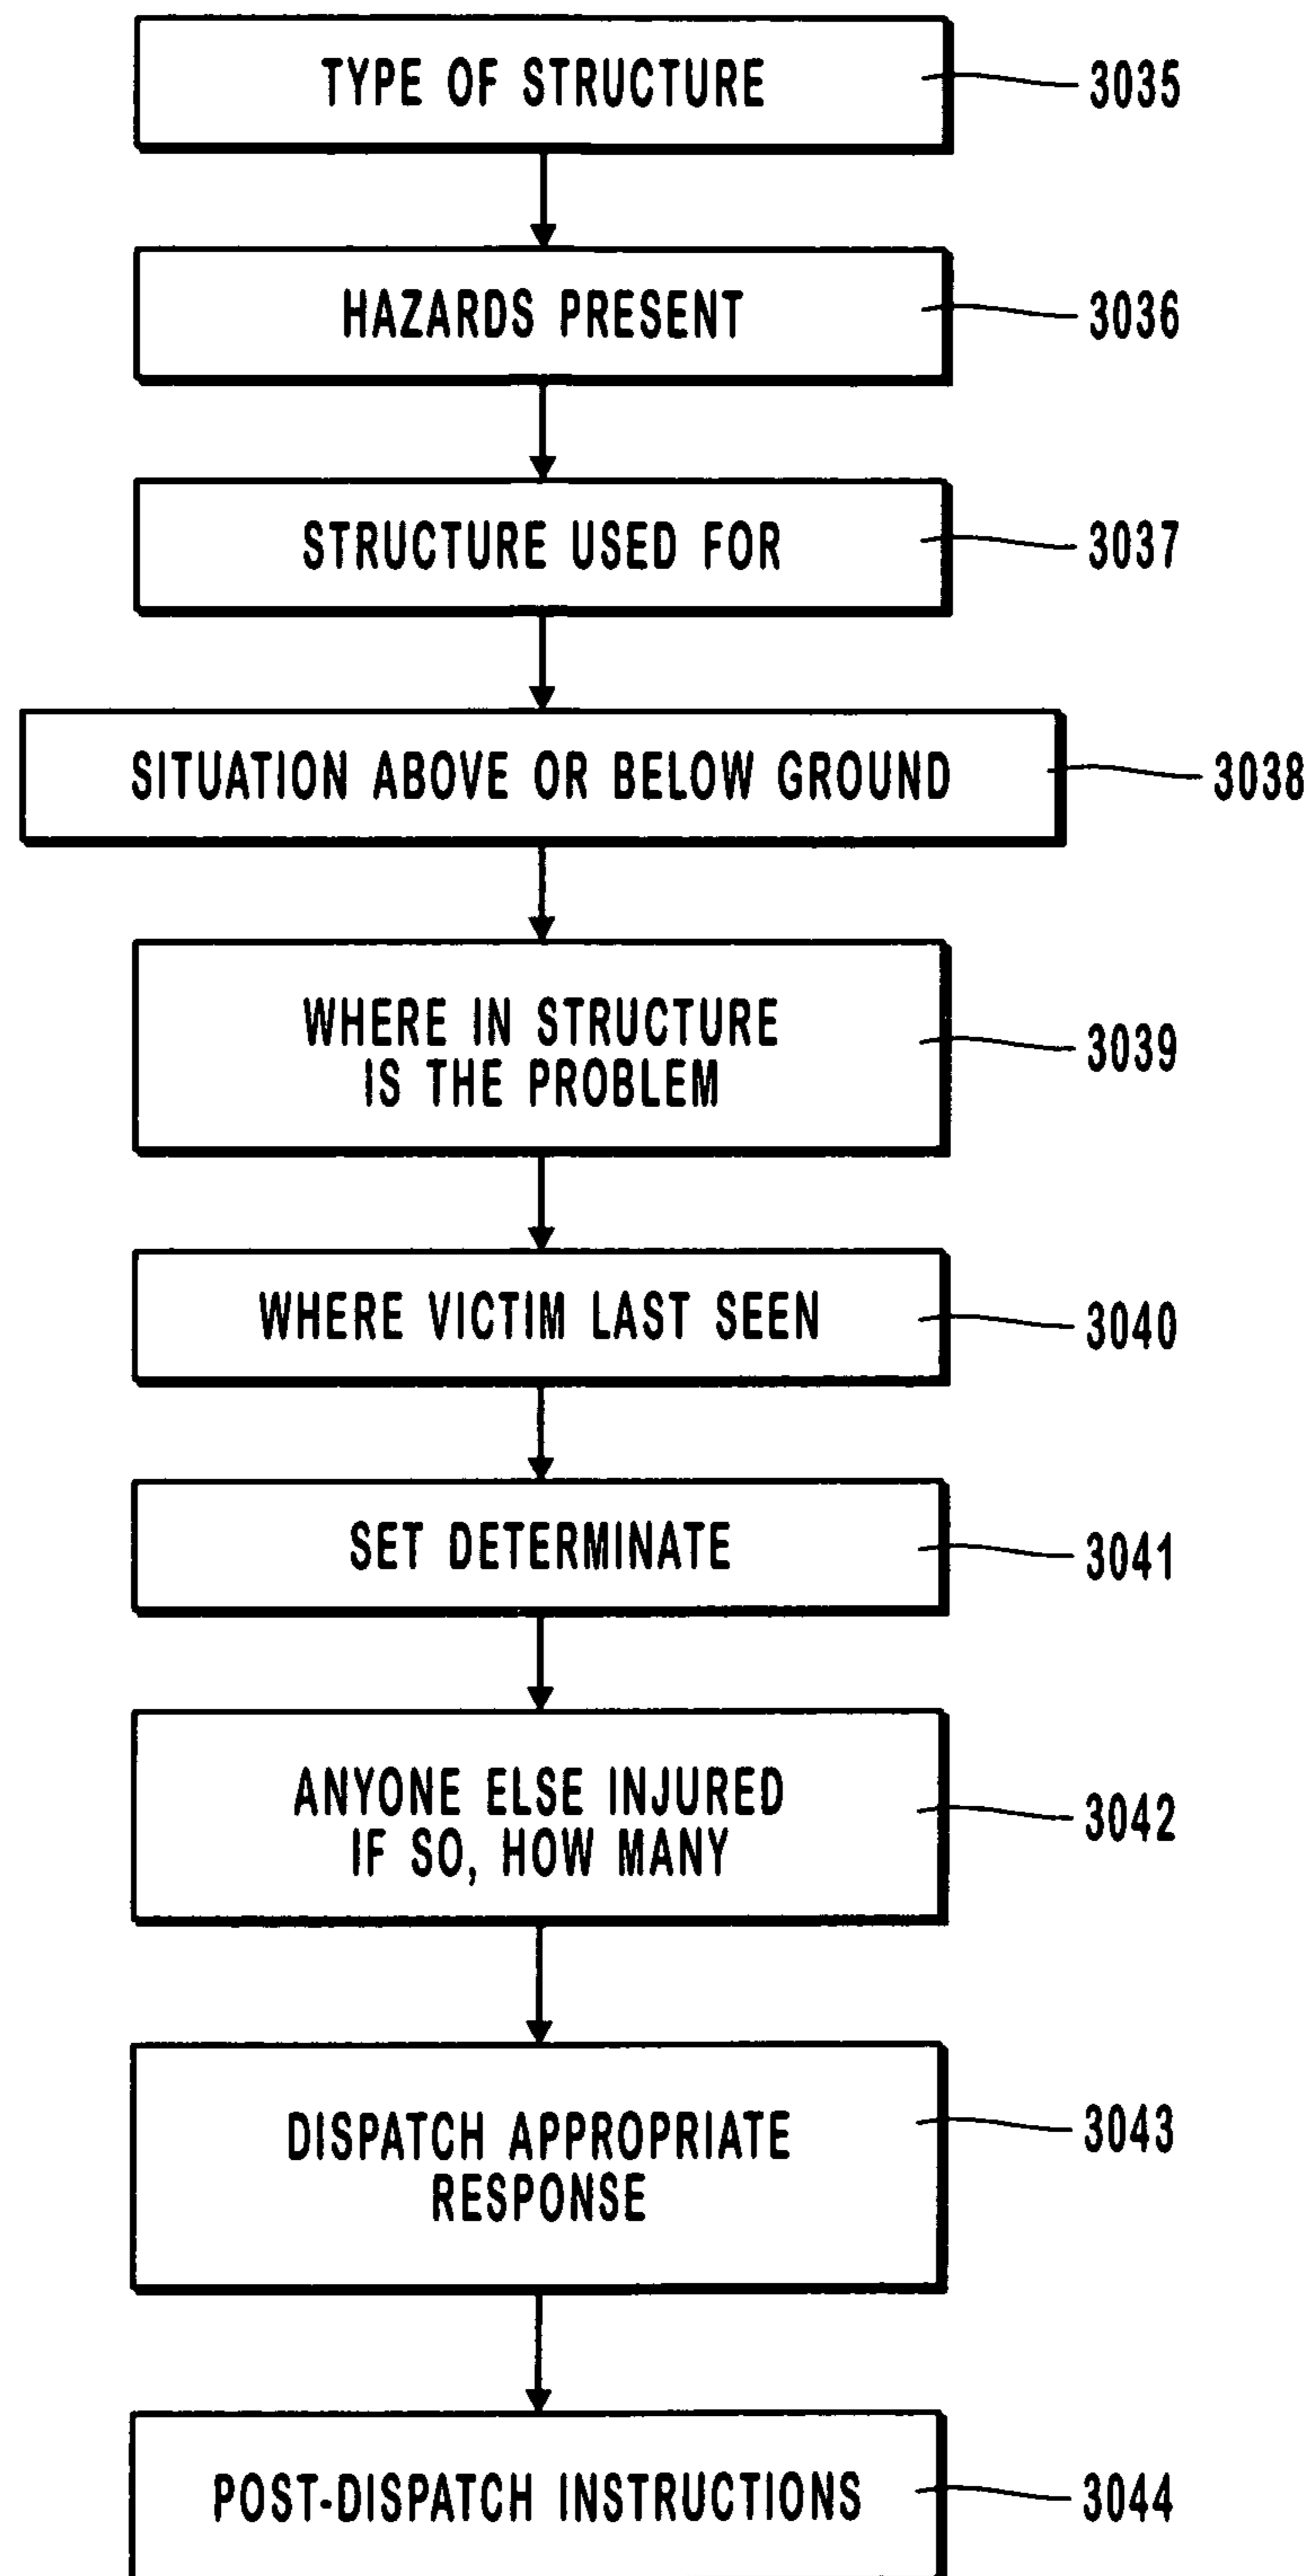 TYPE OF STRUCTURE 3035
HAZARDS PRESENT 3036
STRUCTURE USED FOR 3037
SITUATION ABOVE OR BELOW GROUND 3038
WHERE IN STRUCTURE
IS THE PROBLEM
3039
WHERE VICTIM LAST SEEN 3040
SET DETERMINATE 3041
ANYONE ELSE INJURED
IF SO, HOW MANY
3042
DISPATCH APPROPRIATE
RESPONSE
3043
POST-DISPATCH INSTRUCTIONS 3044